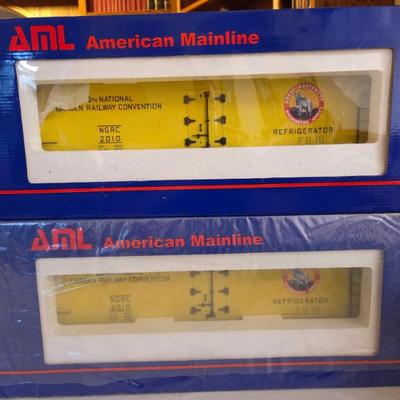 AML American Mainline
NATIONAL
GARDEN RAILWAY CONVENTION
NGRC
2010
REFRIGERATOR
AML American Mainline
GARDEN RAILWAY CONVENTION
NGRC
2010
REFRIGERATOR